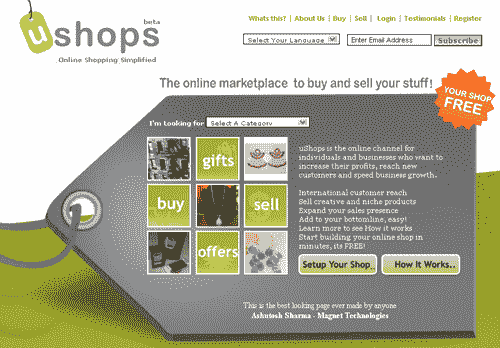 Whats this? | About Us | Buy | Sell | Login | Testimonials | Register
ushops beta
Online Shopping Simplified
Select Your Language
Enter Email Address
Subscribe
The online marketplace to buy and sell your stuff!
YOUR SHOP
FREE
I'm Looking for
Select A Category
gifts
buy
sell
offers
uShops is the online channel for
individuals and businesses who want to
increase their profits, reach new
customers and speed business growth.
International customer reach
Sell creative and niche products
Expand your sales presence
Add to your bottomline, easy!
Learn more to see How it works
Start building your online shop in
minutes, its FREE!
Setup Your Shop..
How It Works..
This is the best looking page ever made by anyone
Ashutosh Sharma - Magnet Technologies